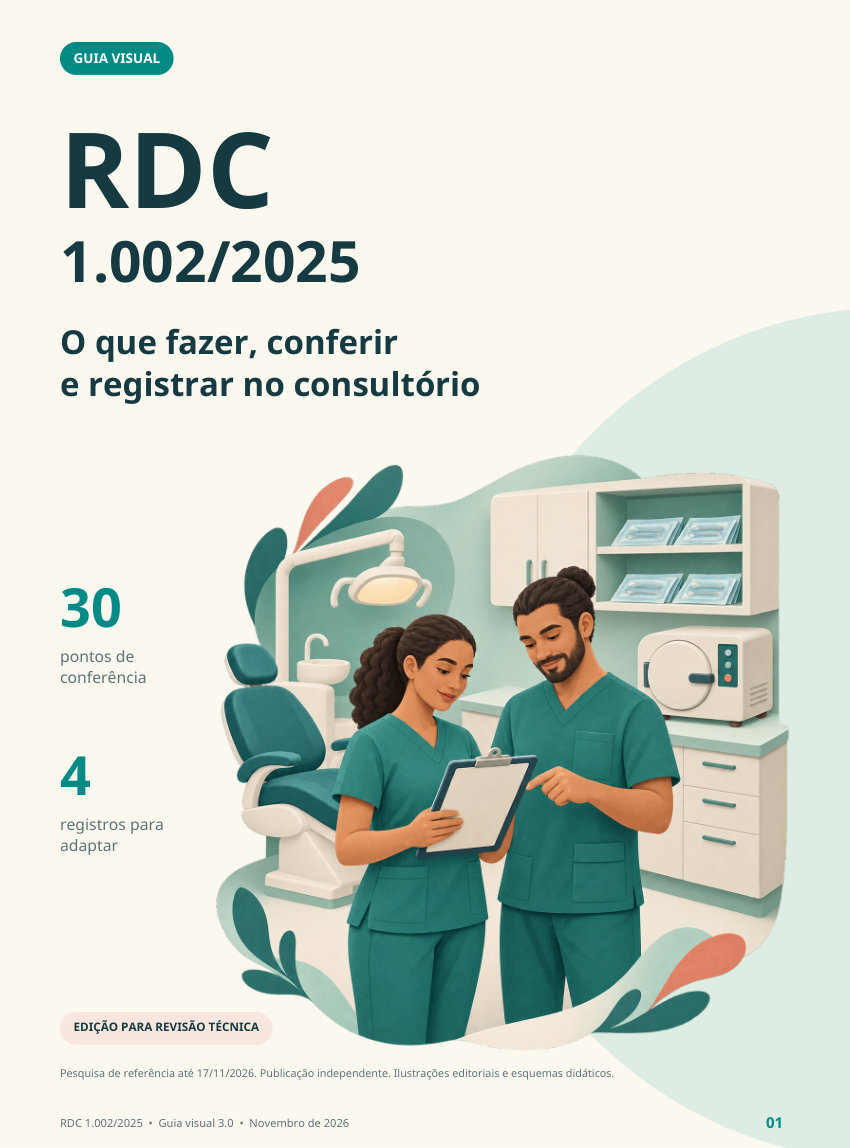 GUIA VISUAL
RDC
1.002/2025
O que fazer, conferir
e registrar no consultório
30
pontos de
conferência
4
registros para
adaptar
EDIÇÃO PARA REVISÃO TÉCNICA
Pesquisa de referência até 17/11/2026. Publicação independente. Ilustrações editoriais e esquemas didáticos.
RDC 1.002/2025 • Guia visual 3.0 • Novembro de 2026
01